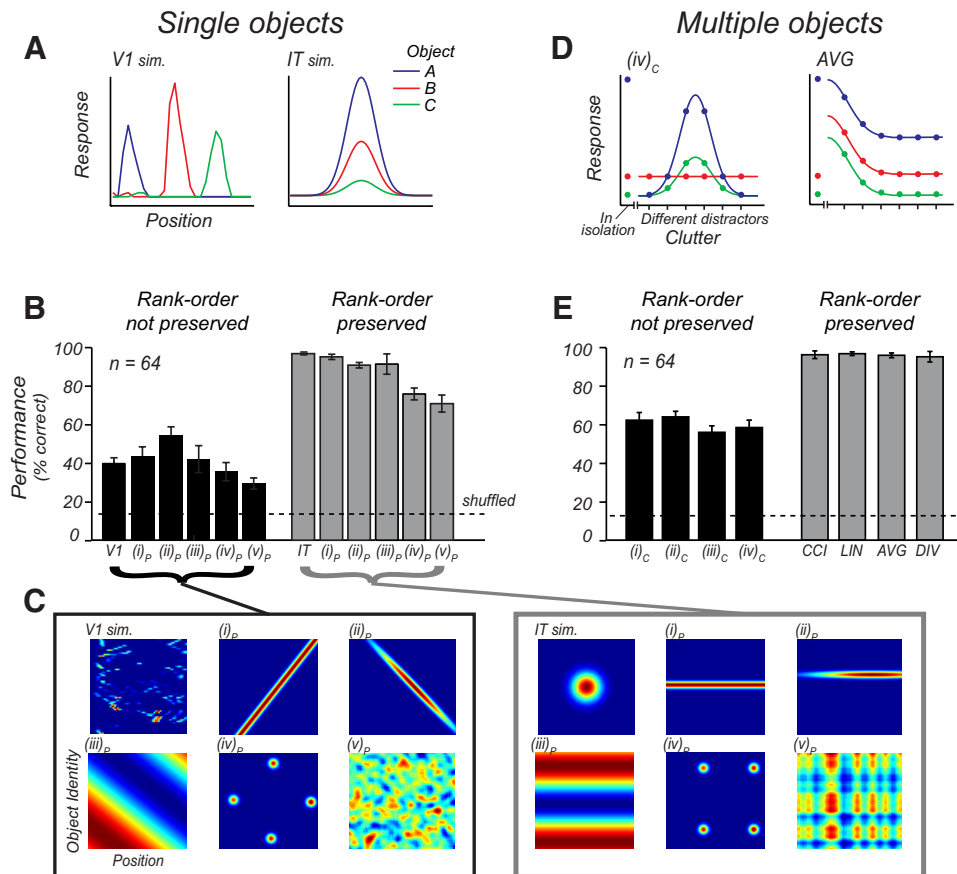 Single objects
Multiple objects
A
V1 sim.
IT sim.
Object
A
B
C
Response
Position
D
(iv)C
AVG
Response
In
isolation
Different distractors
Clutter
B
Rank-order
not preserved
Rank-order
preserved
n = 64
Performance
(% correct)
100
80
60
40
20
0
shuffled
V1 (i)P (ii)P (iii)P (iv)P (v)P
IT (i)P (ii)P (iii)P (iv)P (v)P
E
Rank-order
not preserved
Rank-order
preserved
n = 64
100
80
60
40
20
0
(i)C (ii)C (iii)C (iv)C
CCI LIN AVG DIV
C
V1 sim. (i)P (ii)P
(iii)P (iv)P (v)P
Object Identity
Position
IT sim. (i)P (ii)P
(iii)P (iv)P (v)P